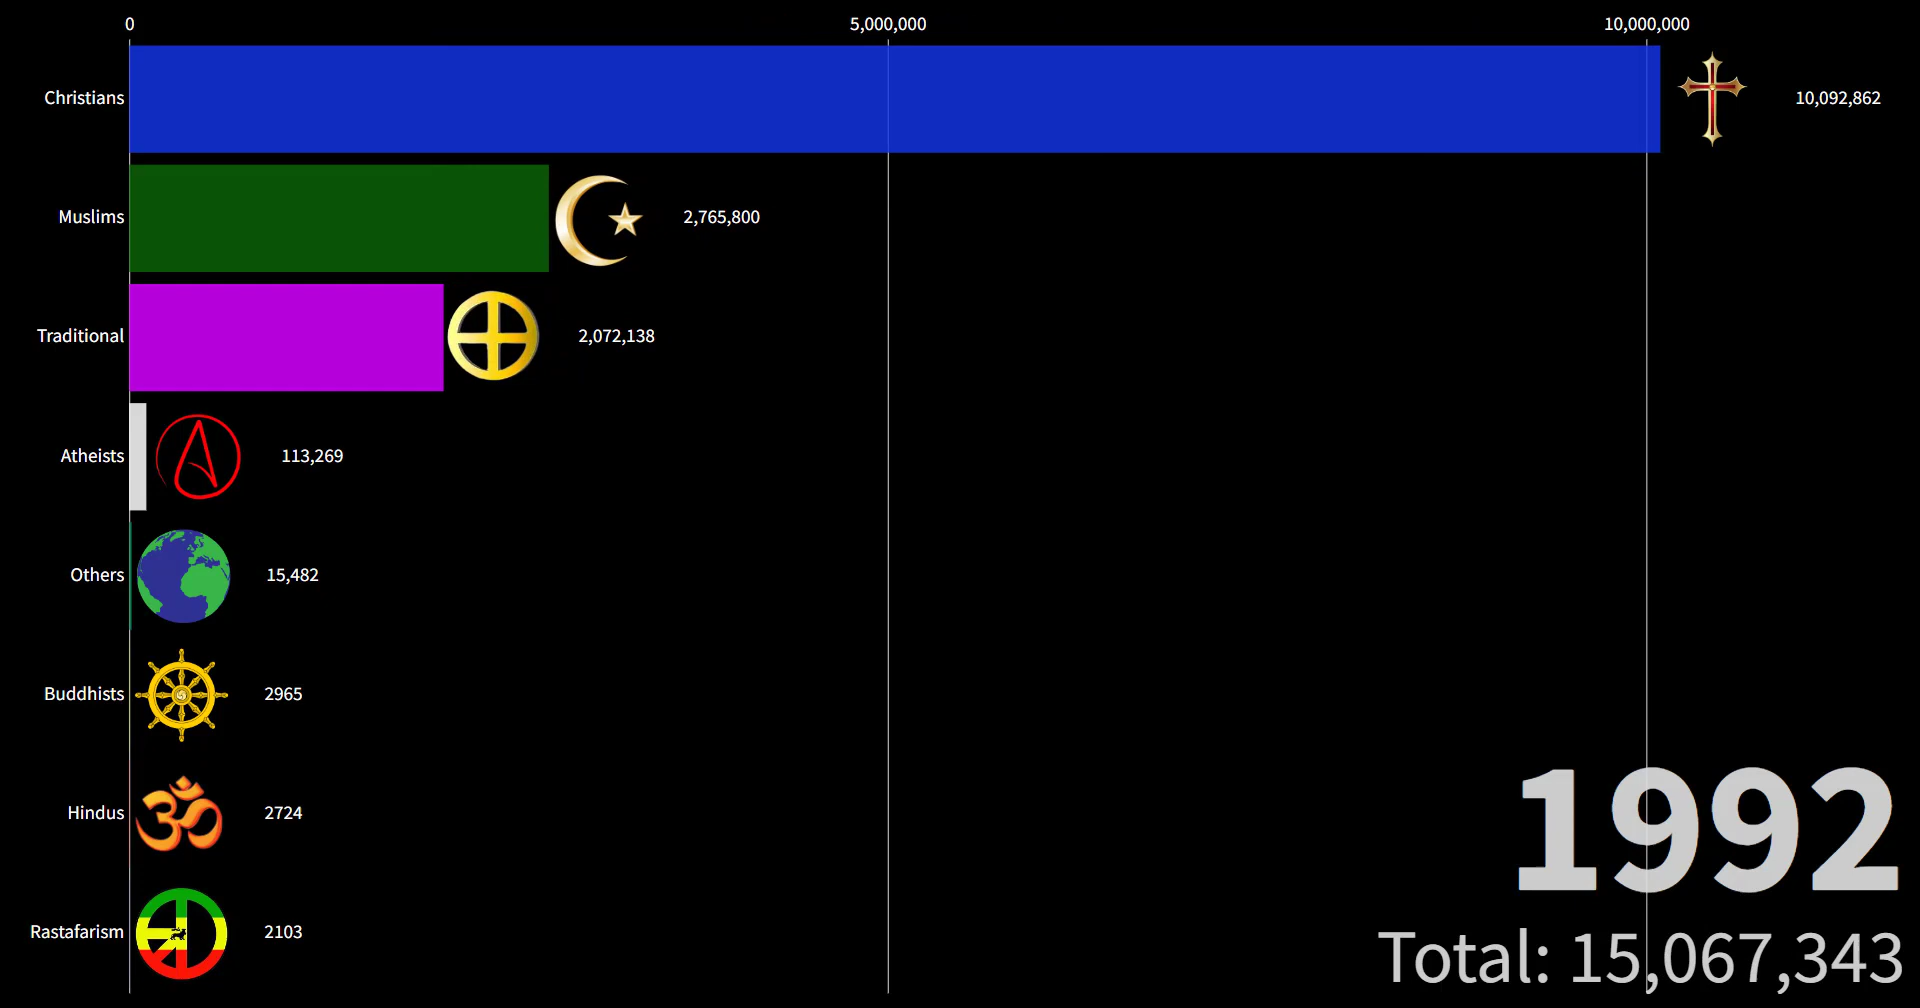 0 5,000,000 10,000,000
Christians 10,092,862
Muslims 2,765,800
Traditional 2,072,138
Atheists 113,269
Others 15,482
Buddhists 2965
Hindus 2724
Rastafarism 2103
1992
Total: 15,067,343